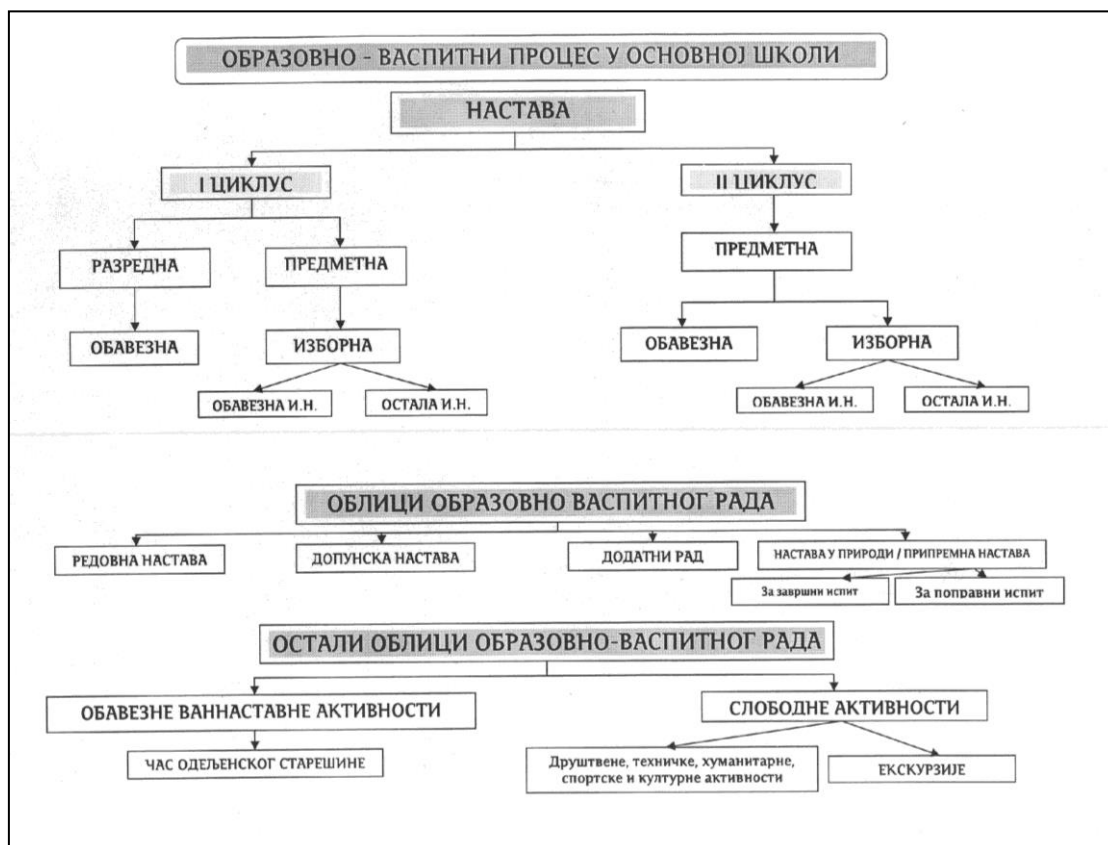 ОБРАЗОВНО - ВАСПИТНИ ПРОЦЕС У ОСНОВНОЈ ШКОЛИ
НАСТАВА
I ЦИКЛУС
II ЦИКЛУС
РАЗРЕДНА
ПРЕДМЕТНА
ПРЕДМЕТНА
ОБАВЕЗНА
ИЗБОРНА
ОБАВЕЗНА
ИЗБОРНА
ОБАВЕЗНА И.Н.
ОСТАЛА И.Н.
ОБАВЕЗНА И.Н.
ОСТАЛА И.Н.
ОБЛИЦИ ОБРАЗОВНО ВАСПИТНОГ РАДА
РЕДОВНА НАСТАВА
ДОПУНСКА НАСТАВА
ДОДАТНИ РАД
НАСТАВА У ПРИРОДИ / ПРИПРЕМНА НАСТАВА
За завршни испит
За поправни испит
ОСТАЛИ ОБЛИЦИ ОБРАЗОВНО-ВАСПИТНОГ РАДА
ОБАВЕЗНЕ ВАННАСТАВНЕ АКТИВНОСТИ
СЛОБОДНЕ АКТИВНОСТИ
ЧАС ОДЕЉЕНСКОГ СТАРЕШИНЕ
Друштвене, техничке, хуманитарне,
спортске и културне активности
ЕКСКУРЗИЈЕ